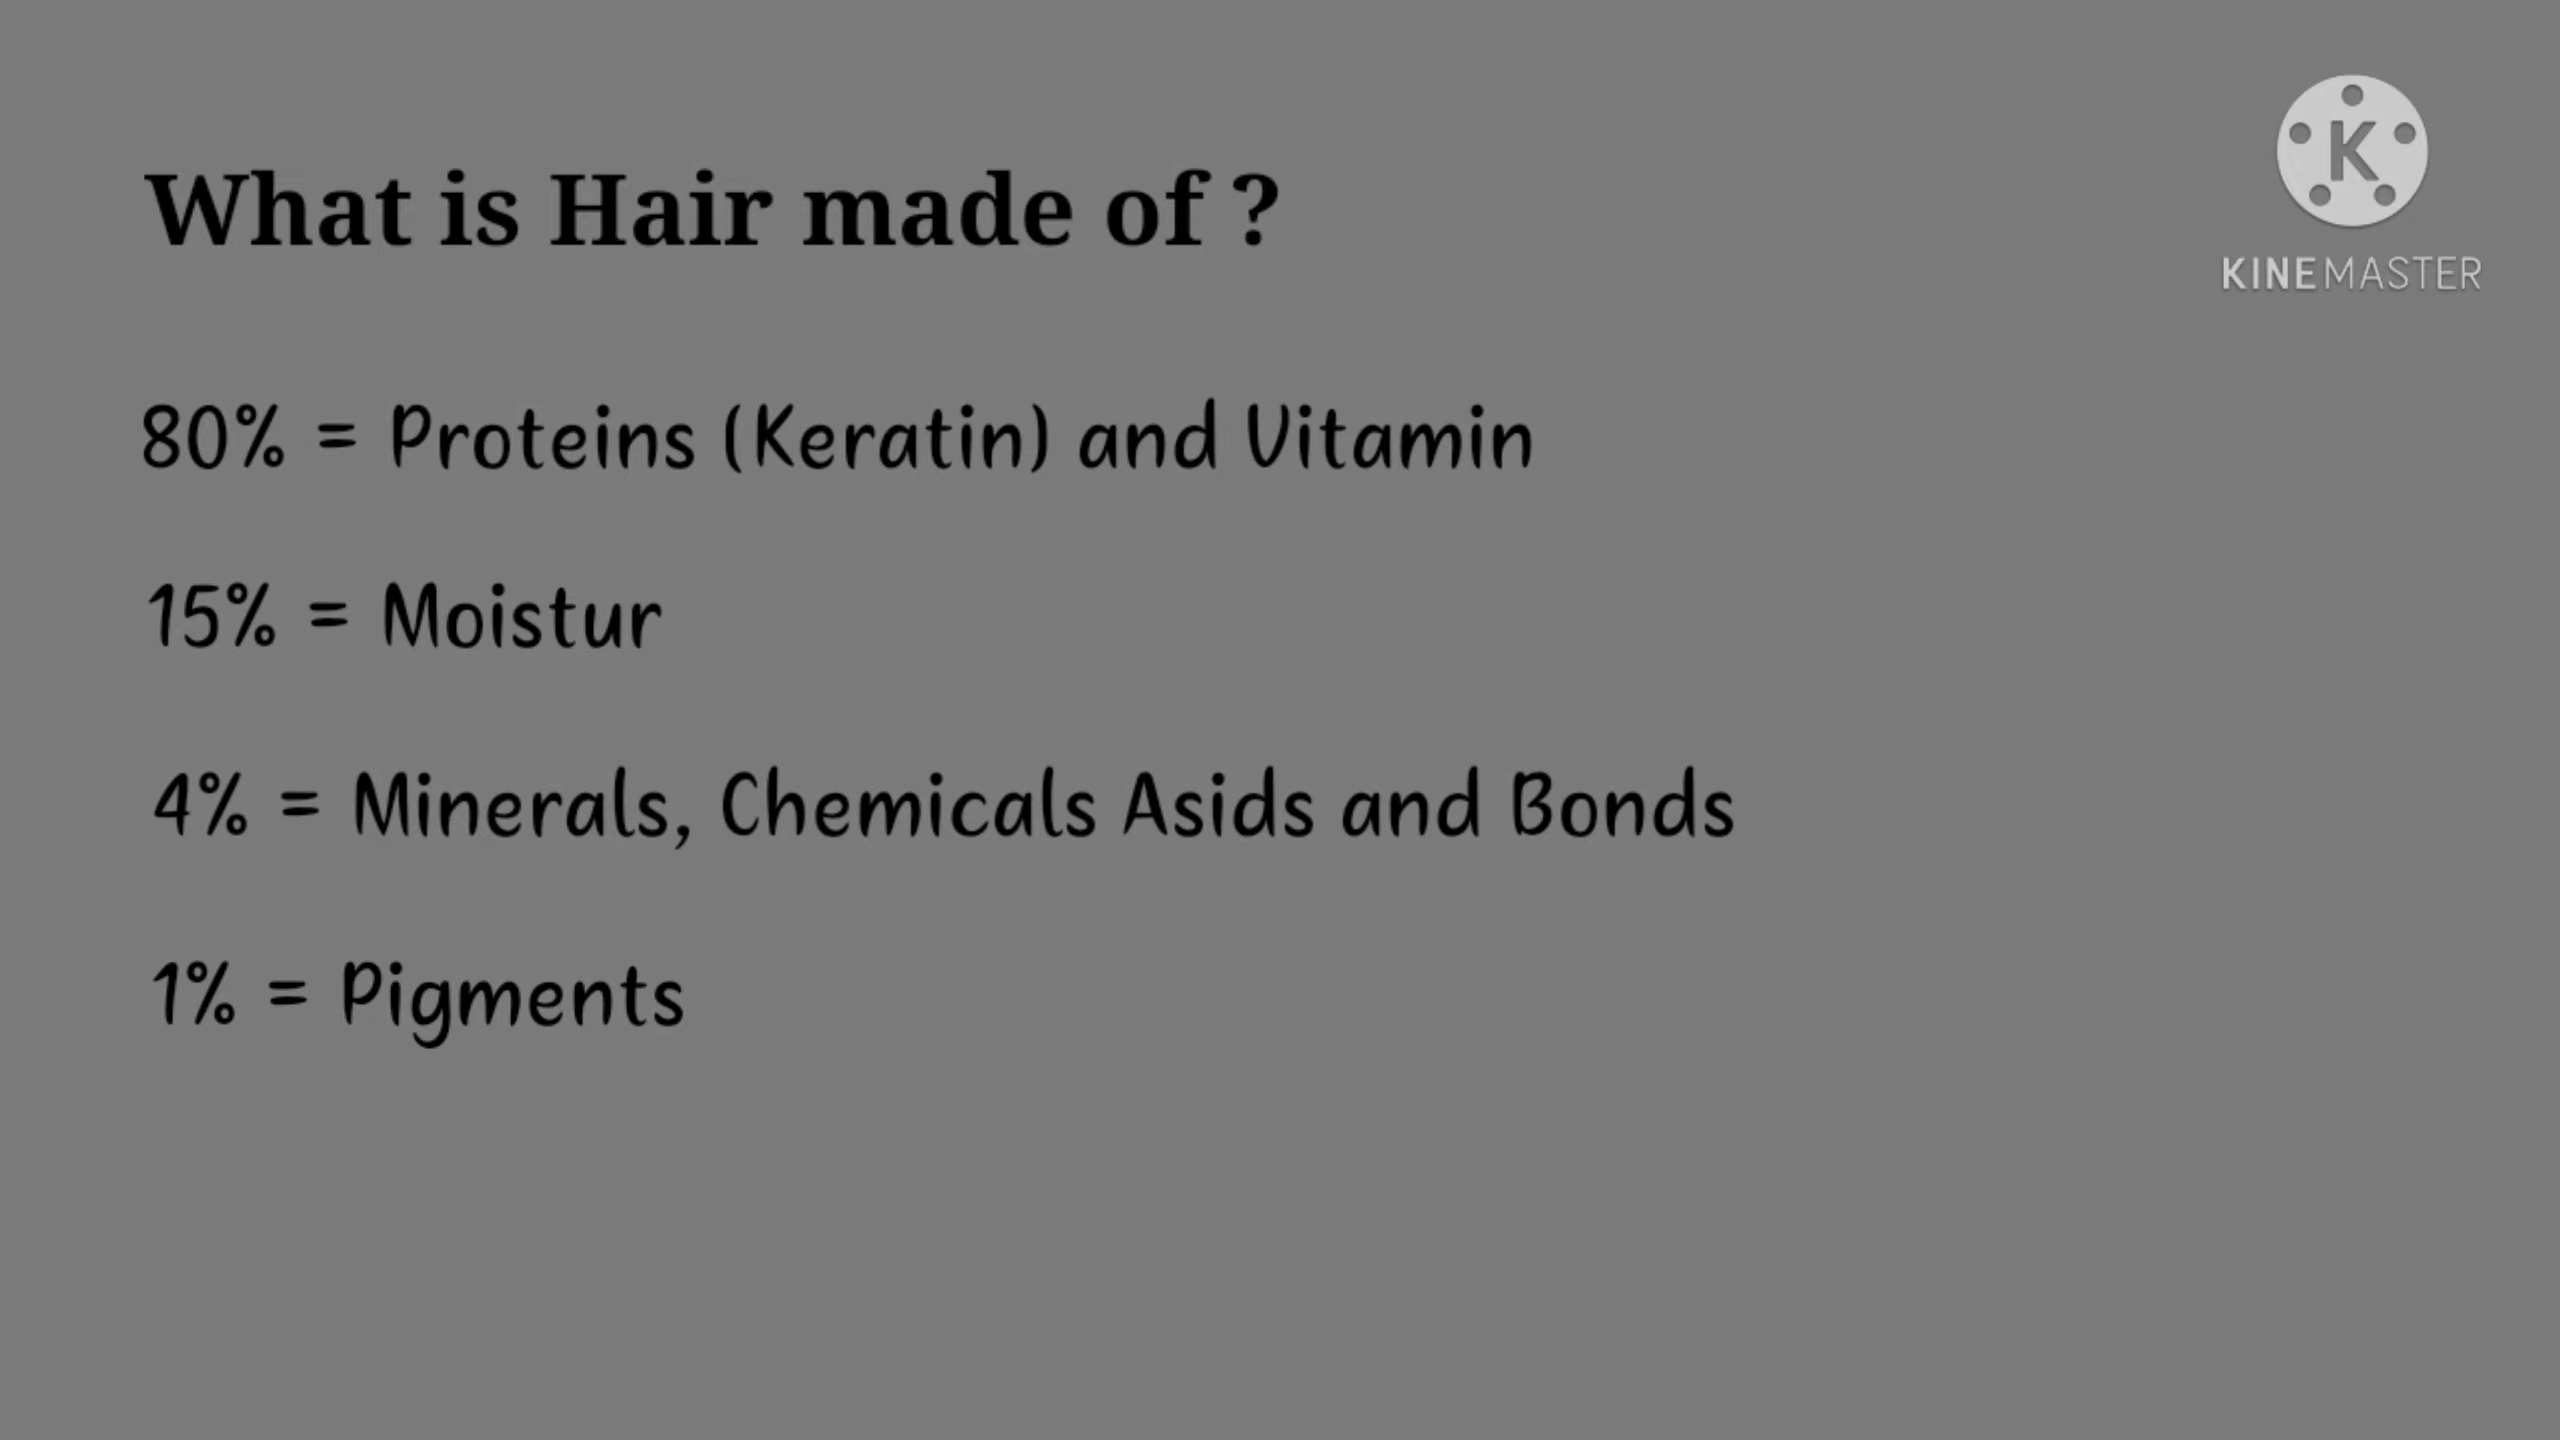 What is Hair made of ?
K
KINEMASTER
80% = Proteins (Keratin) and Vitamin
15% = Moistur
4% = Minerals, Chemicals Asids and Bonds
1% = Pigments